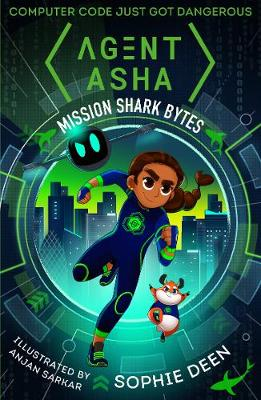 COMPUTER CODE JUST GOT DANGEROUS
AGENT
ASHA
MISSION SHARK BYTES
ILLUSTRATED BY
ANJAN SARKAR
SOPHIE DEEN